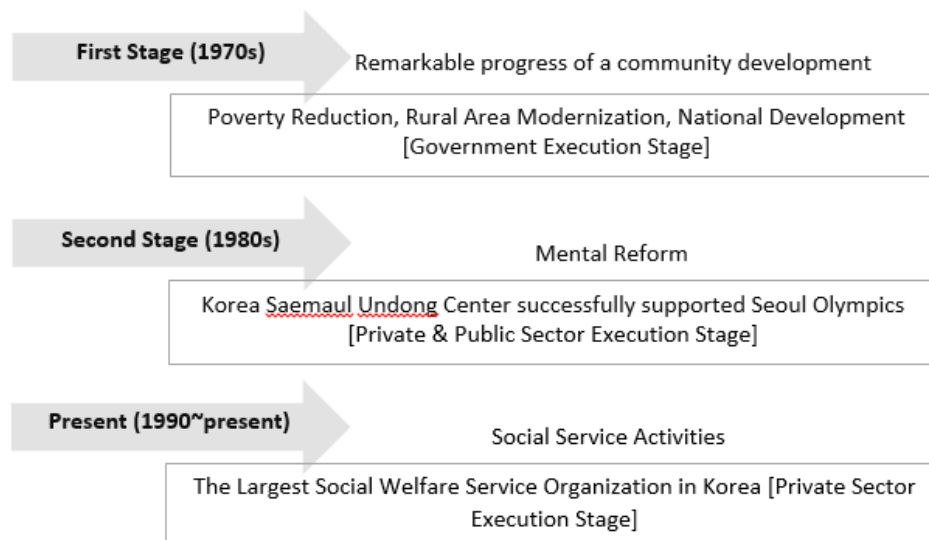 First Stage (1970s)
Remarkable progress of a community development
Poverty Reduction, Rural Area Modernization, National Development
[Government Execution Stage]
Second Stage (1980s)
Mental Reform
Korea Saemaul Undong Center successfully supported Seoul Olympics
[Private & Public Sector Execution Stage]
Present (1990~present)
Social Service Activities
The Largest Social Welfare Service Organization in Korea [Private Sector
Execution Stage]